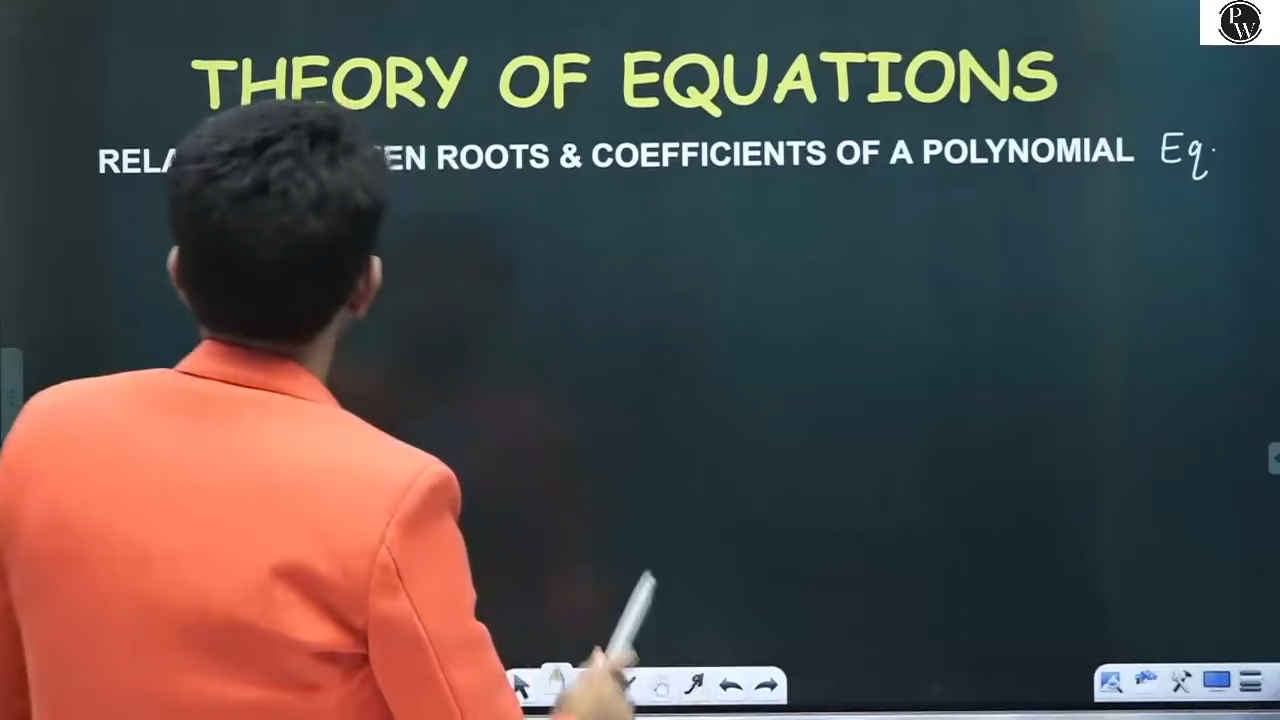 P
W
THEORY OF EQUATIONS
RELA EN ROOTS & COEFFICIENTS OF A POLYNOMIAL Eq.